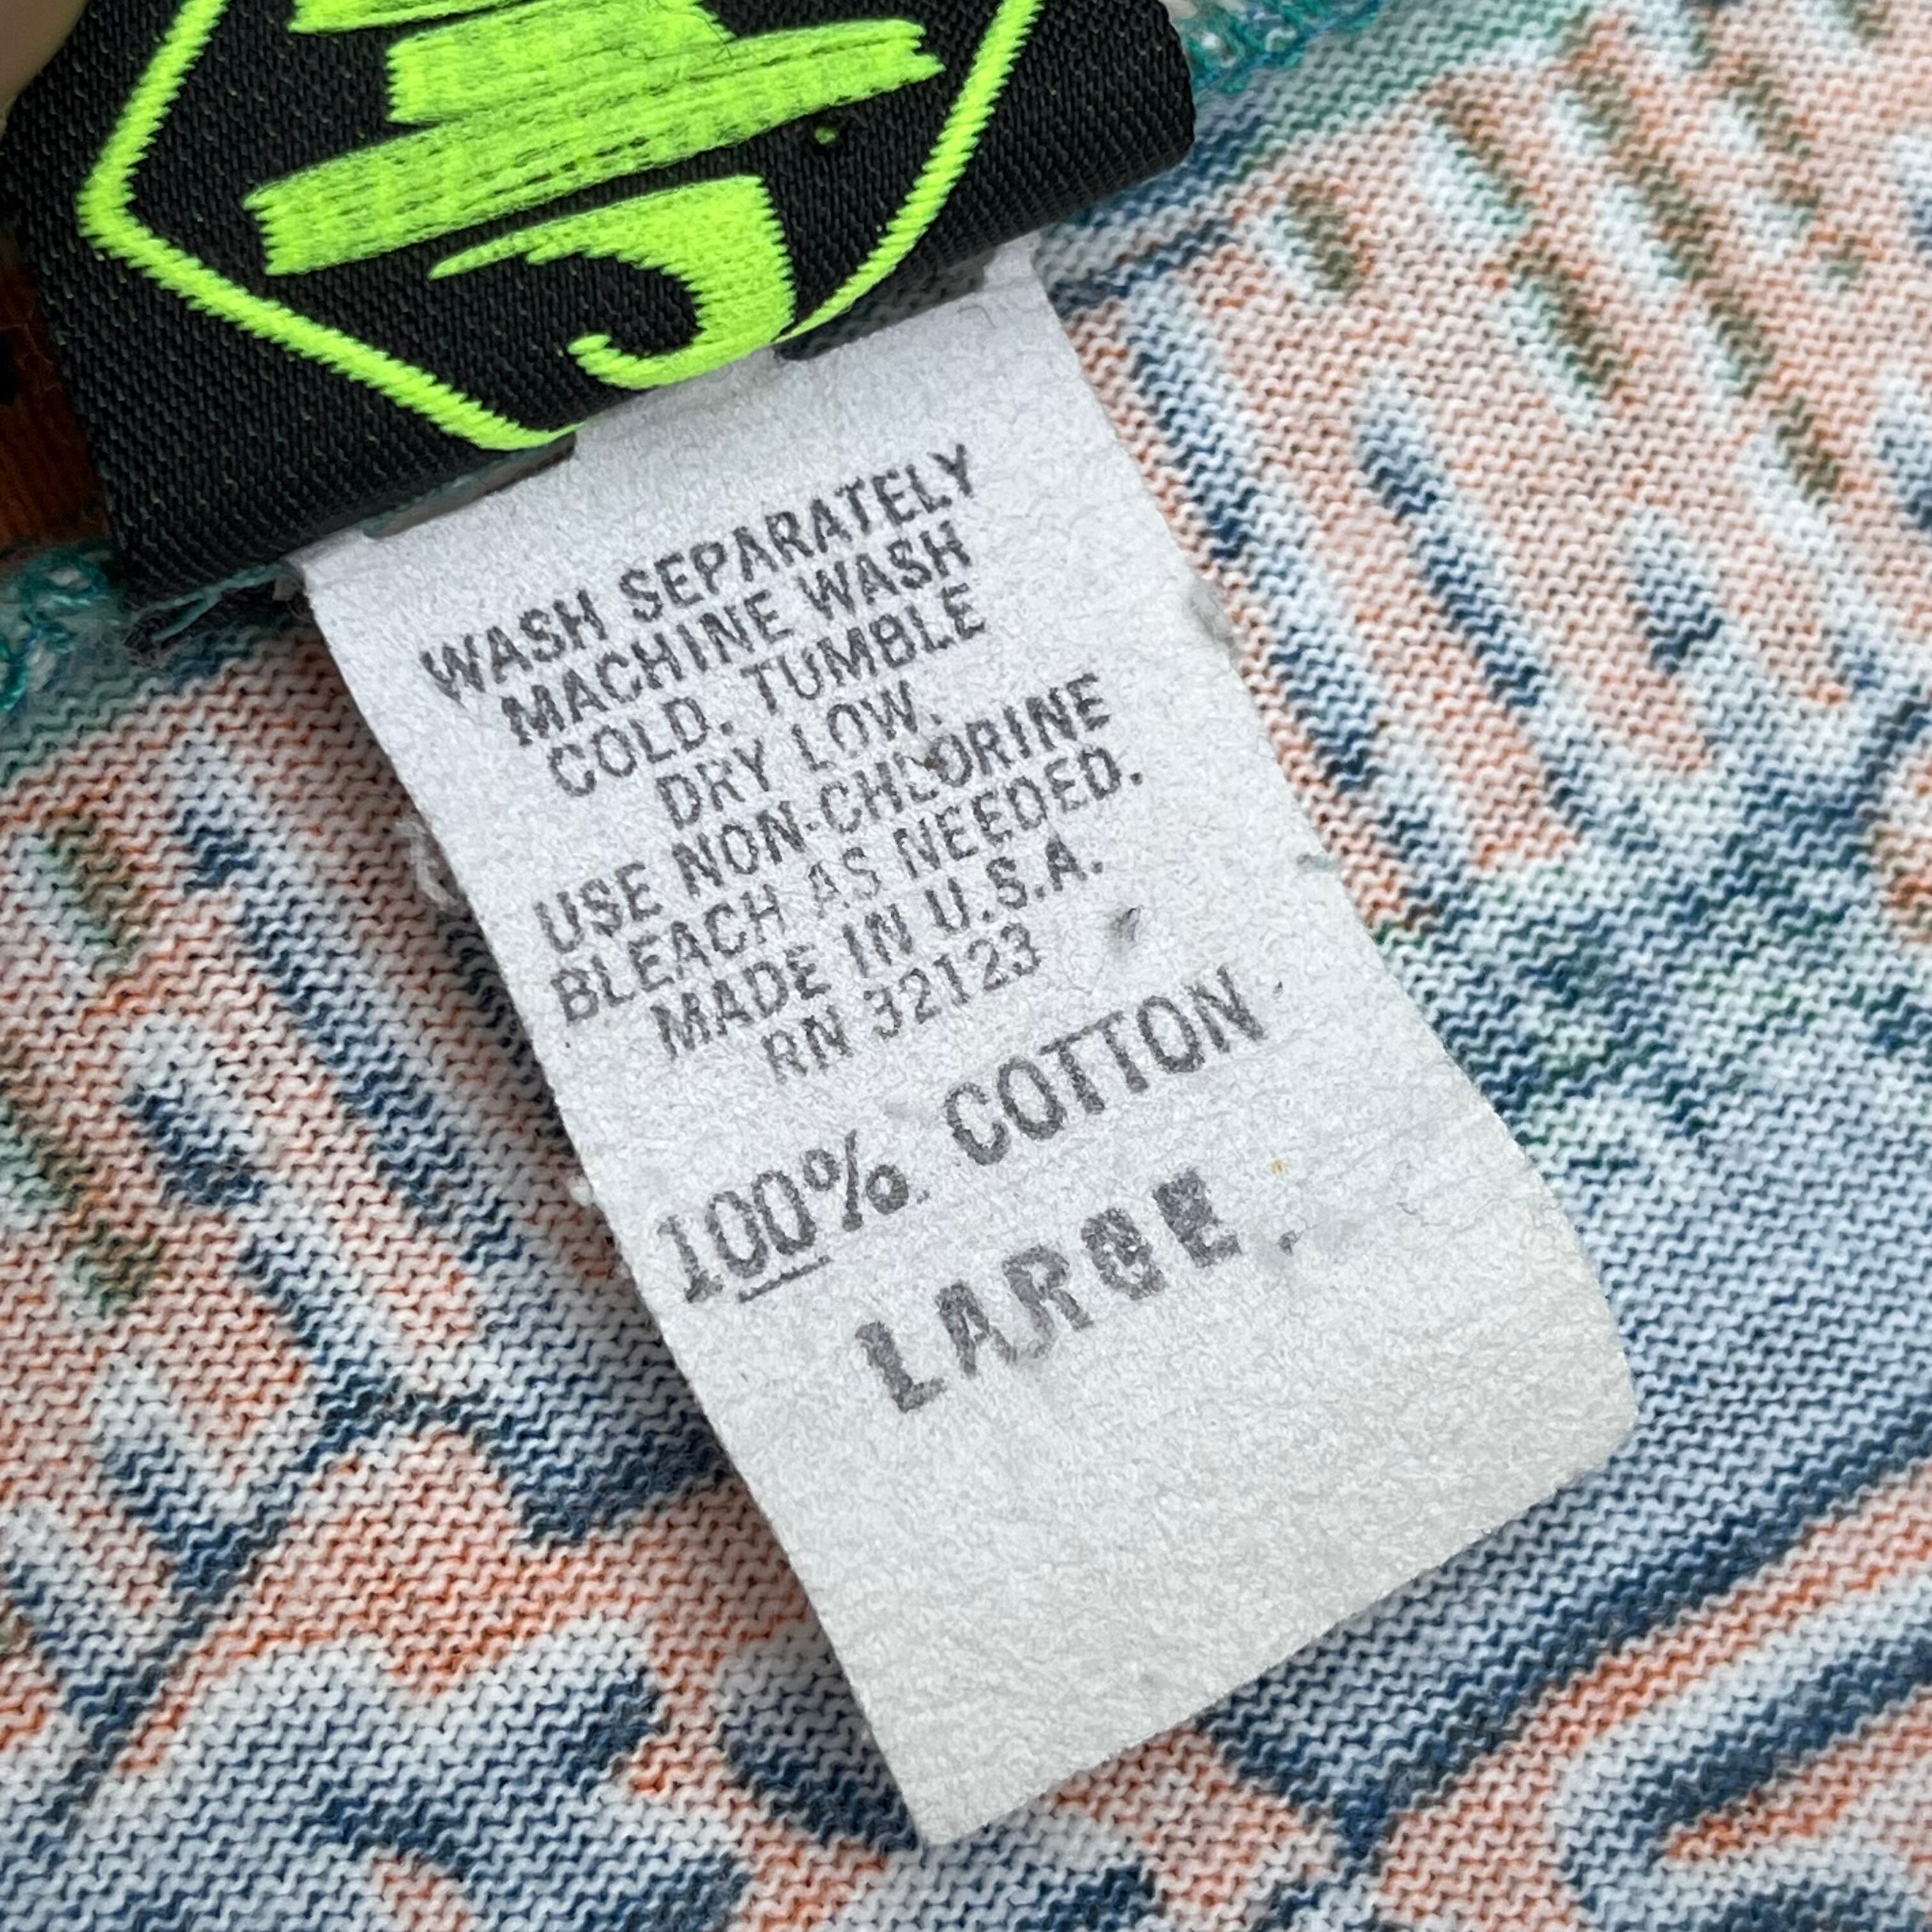 WASH SEPARATELY
MACHINE WASH
COLD. TUMBLE
DRY LOW.
USE NON-CHLORINE
BLEACH AS NEEDED.
MADE IN U.S.A.
RN 32123
100% COTTON
LARGE